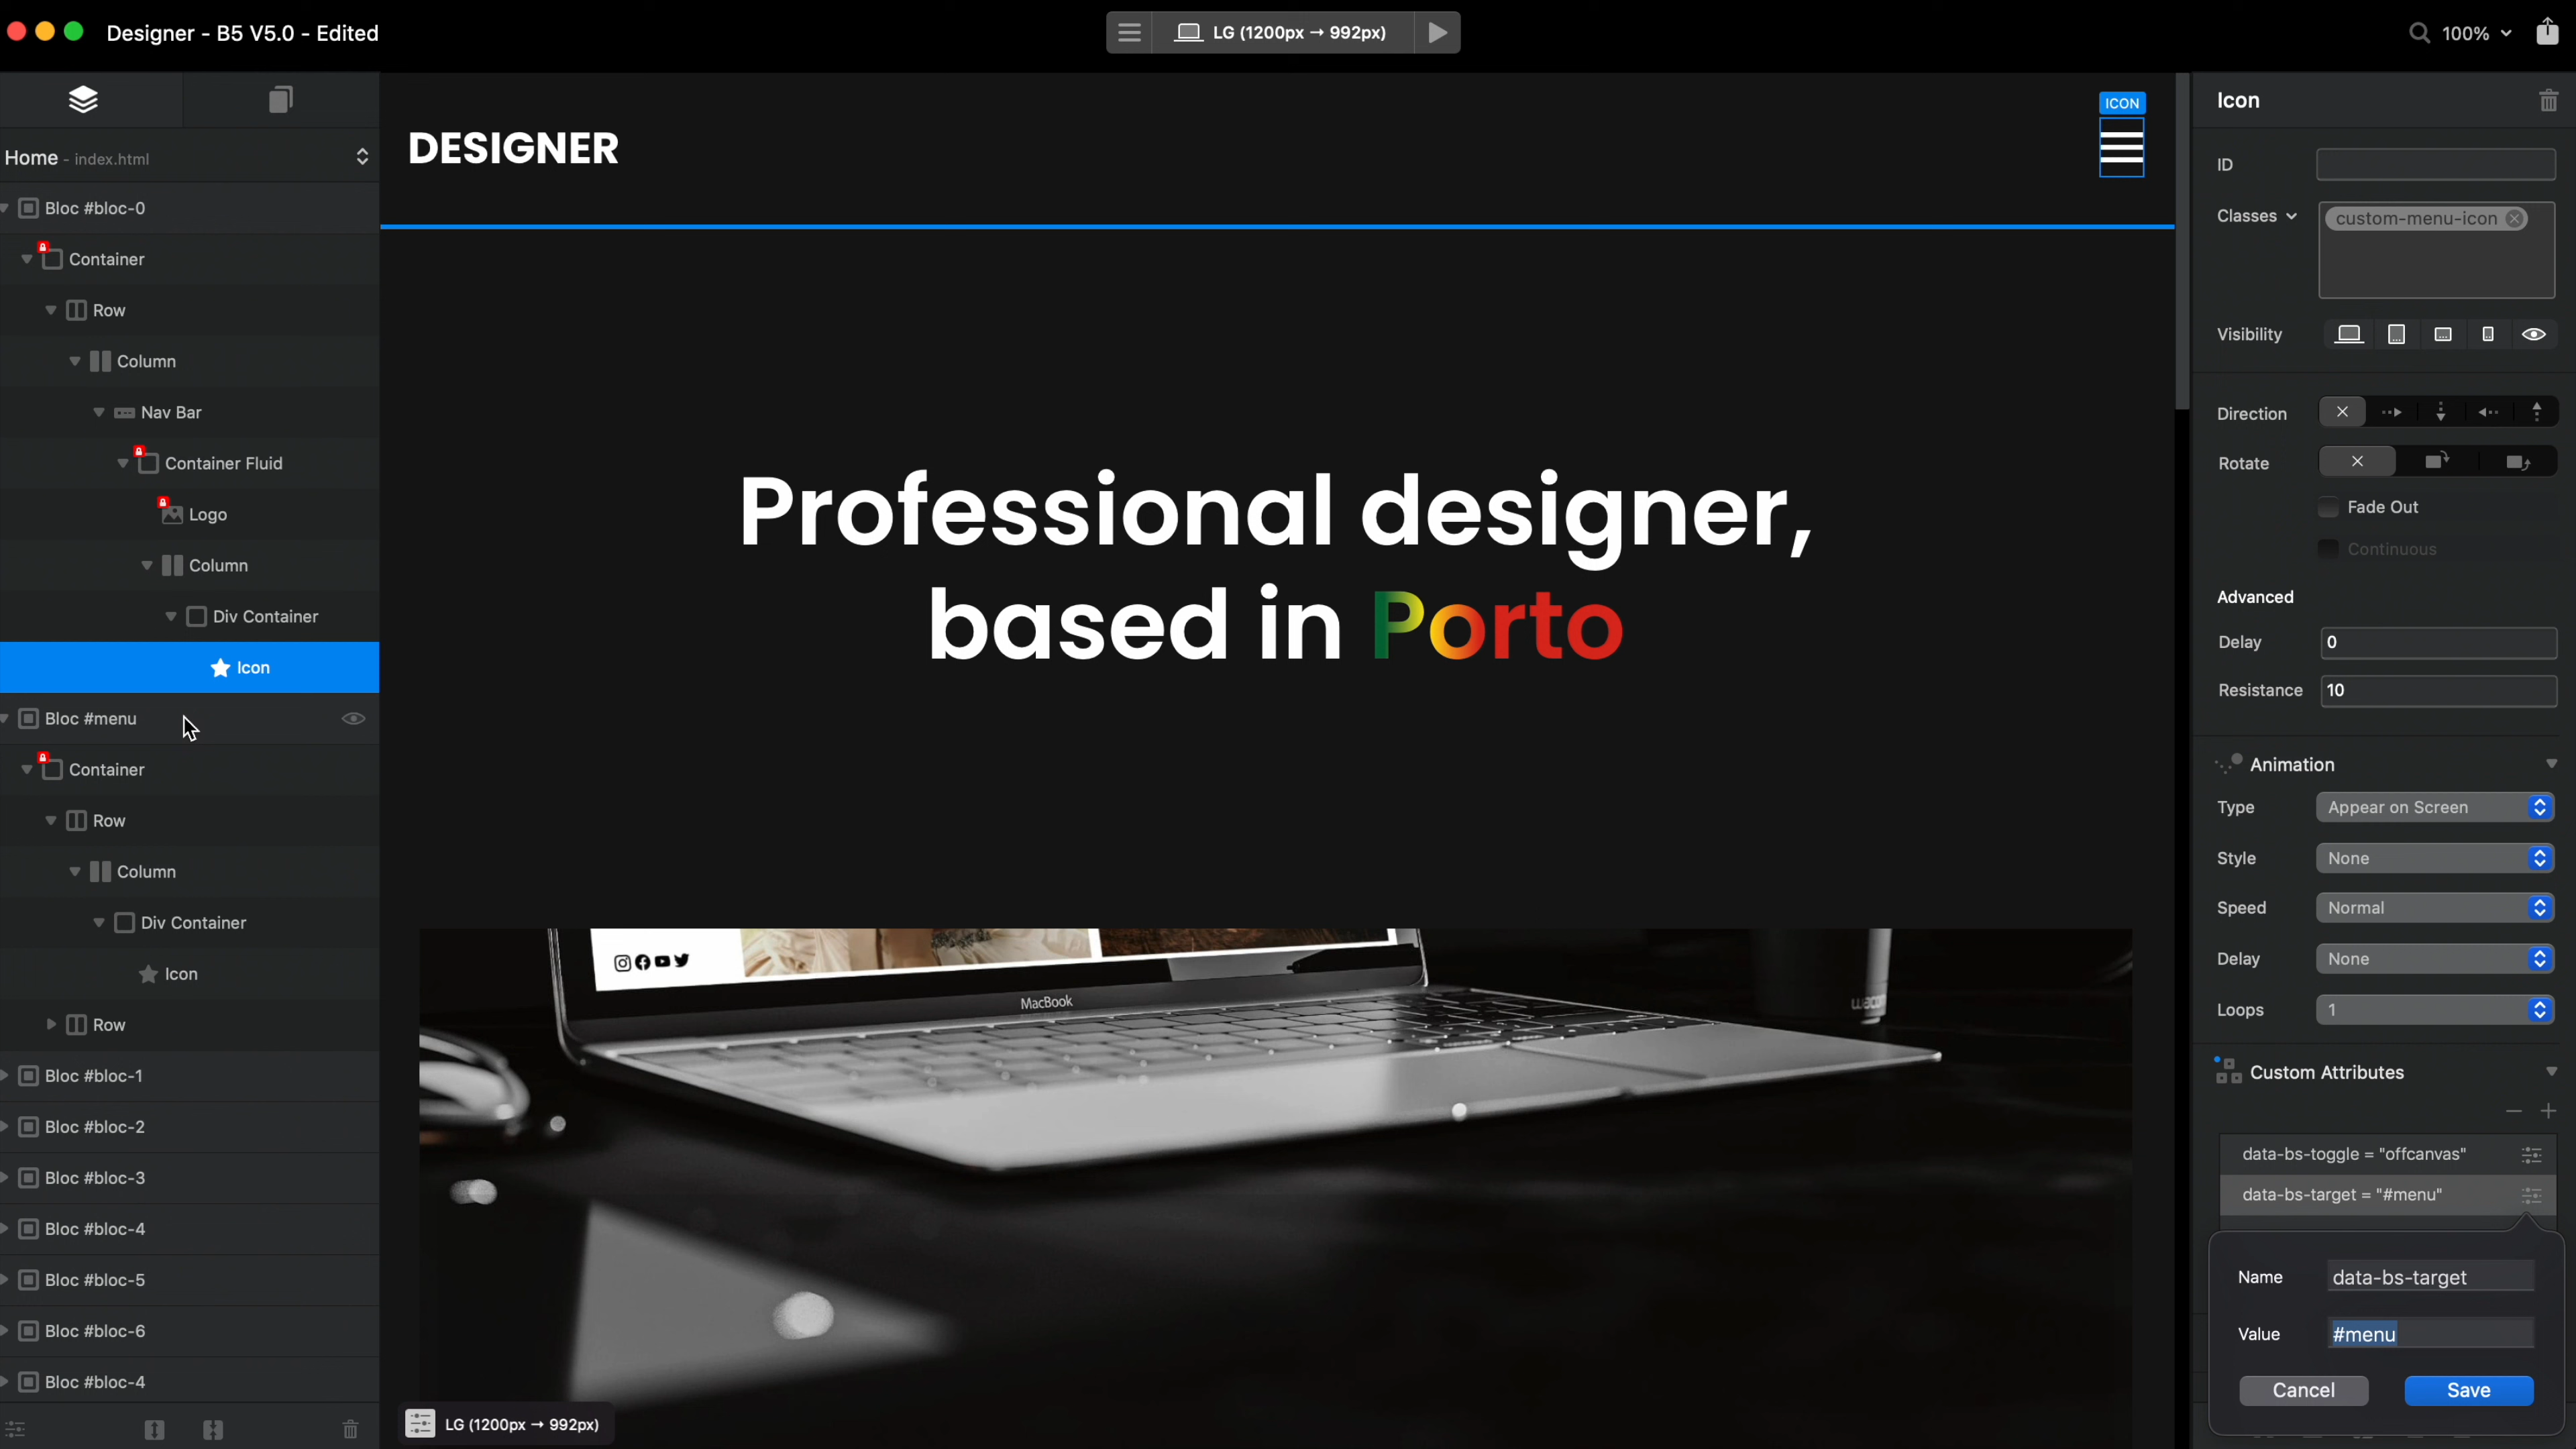 Designer - B5 V5.0 - Edited
LG (1200px → 992px)
100%
Home - index.html
Bloc #bloc-0
Container
Row
Column
Nav Bar
Container Fluid
Logo
Column
Div Container
Icon
Bloc #menu
Container
Row
Column
Div Container
Icon
Row
Bloc #bloc-1
Bloc #bloc-2
Bloc #bloc-3
Bloc #bloc-4
Bloc #bloc-5
Bloc #bloc-6
Bloc #bloc-4
DESIGNER
ICON
Professional designer,
based in Porto
MacBook
wacom
LG (1200px → 992px)
Icon
ID
Classes
custom-menu-icon
Visibility
Direction
Rotate
Fade Out
Continuous
Advanced
Delay 0
Resistance 10
Animation
Type Appear on Screen
Style None
Speed Normal
Delay None
Loops 1
Custom Attributes
data-bs-toggle = "offcanvas"
data-bs-target = "#menu"
Name data-bs-target
Value #menu
Cancel Save